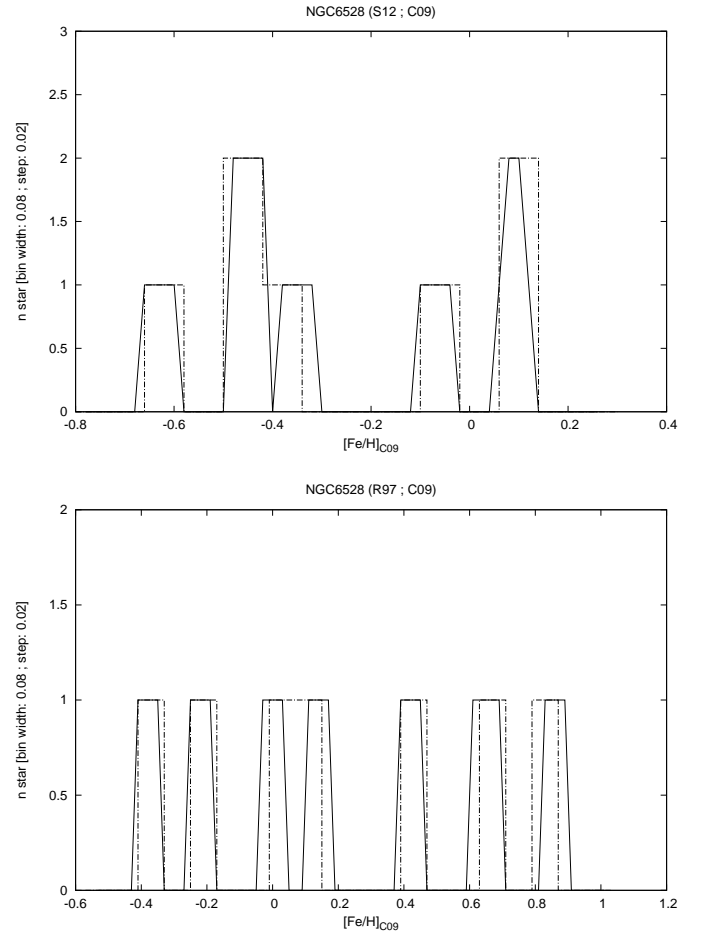 NGC6528 (S12 ; C09)
3
2.5
2
1.5
1
0.5
0
n star [bin width: 0.08 ; step: 0.02]
-0.8 -0.6 -0.4 -0.2 0 0.2 0.4
[Fe/H]C09
NGC6528 (R97 ; C09)
2
1.5
1
0.5
0
n star [bin width: 0.08 ; step: 0.02]
-0.6 -0.4 -0.2 0 0.2 0.4 0.6 0.8 1 1.2
[Fe/H]C09